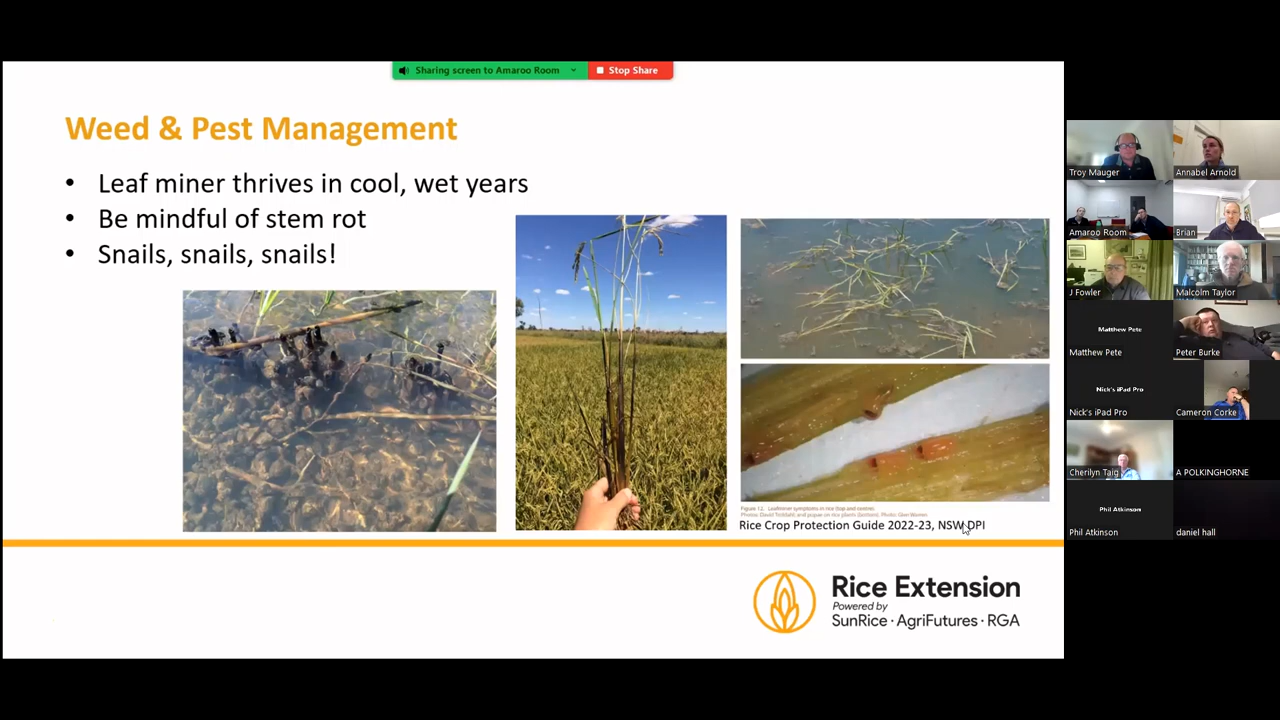 Sharing screen to Amaroo Room
Stop Share
Weed & Pest Management
• Leaf miner thrives in cool, wet years
• Be mindful of stem rot
• Snails, snails, snails!
Rice Crop Protection Guide 2022-23, NSW DPI
Rice Extension
Powered by
SunRice · AgriFutures · RGA
Troy Mauger
Annabel Arnold
Amaroo Room
Brian
J Fowler
Malcolm Taylor
Matthew Pete
Matthew Pete
Peter Burke
Nick's iPad Pro
Nick's iPad Pro
Cameron Corke
Cherilyn Taig
A POLKINGHORNE
Phil Atkinson
Phil Atkinson
daniel hall